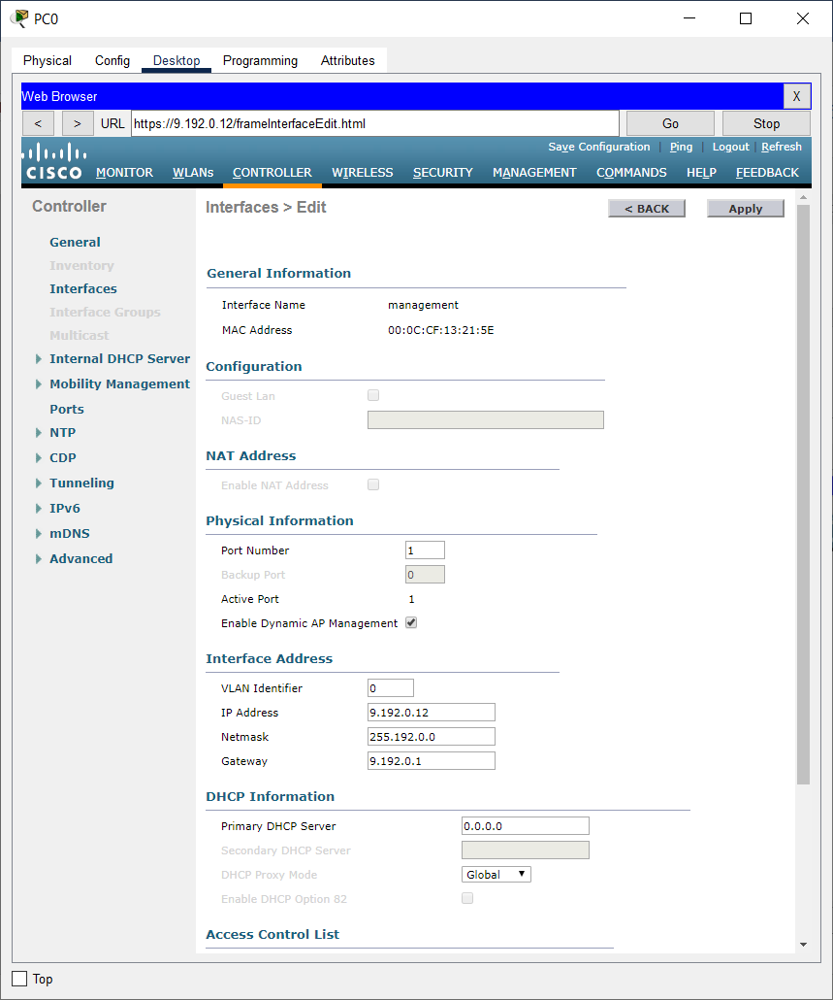 PC0
Physical Config Desktop Programming Attributes
Web Browser X
< > URL https://9.192.0.12/frameInterfaceEdit.html Go Stop
Save Configuration | Ping | Logout | Refresh
CISCO MONITOR WLANs CONTROLLER WIRELESS SECURITY MANAGEMENT COMMANDS HELP FEEDBACK
Controller
General
Inventory
Interfaces
Interface Groups
Multicast
Internal DHCP Server
Mobility Management
Ports
NTP
CDP
Tunneling
IPv6
mDNS
Advanced
Interfaces > Edit < BACK Apply
General Information
Interface Name management
MAC Address 00:0C:CF:13:21:5E
Configuration
Guest Lan
NAS-ID
NAT Address
Enable NAT Address
Physical Information
Port Number 1
Backup Port 0
Active Port 1
Enable Dynamic AP Management
Interface Address
VLAN Identifier 0
IP Address 9.192.0.12
Netmask 255.192.0.0
Gateway 9.192.0.1
DHCP Information
Primary DHCP Server 0.0.0.0
Secondary DHCP Server
DHCP Proxy Mode Global
Enable DHCP Option 82
Access Control List
Top